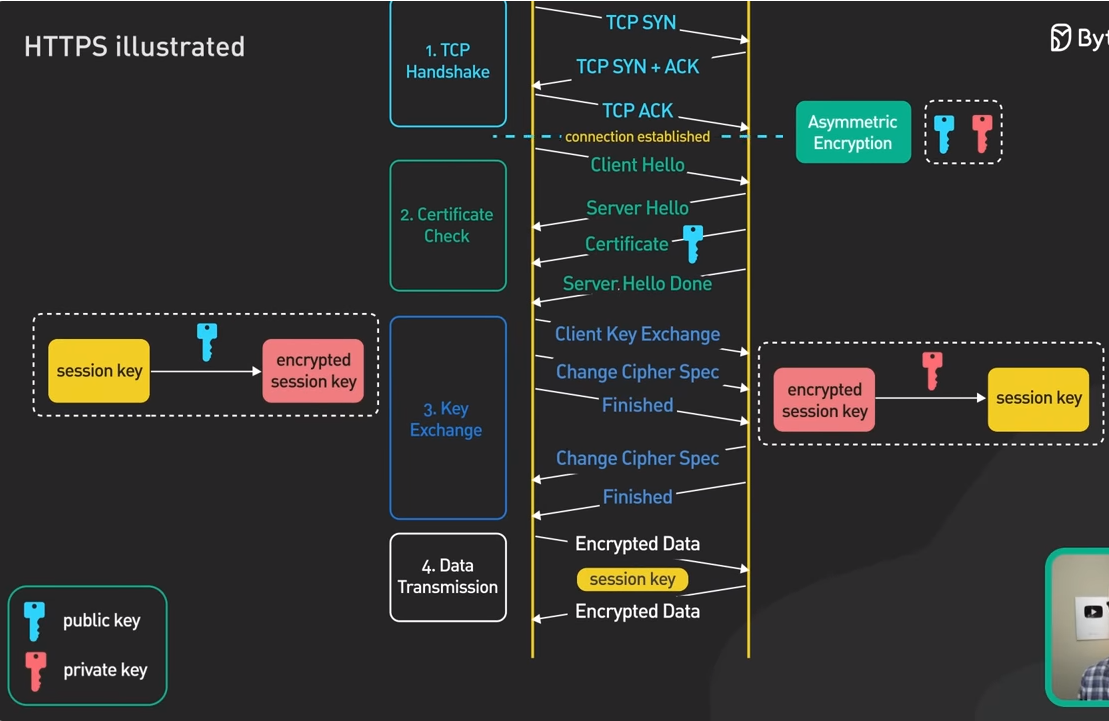 HTTPS illustrated
Byt
1. TCP
Handshake
TCP SYN
TCP SYN + ACK
TCP ACK
connection established
Asymmetric
Encryption
2. Certificate
Check
Client Hello
Server Hello
Certificate
Server Hello Done
session key
encrypted
session key
3. Key
Exchange
Client Key Exchange
Change Cipher Spec
Finished
Change Cipher Spec
Finished
encrypted
session key
session key
4. Data
Transmission
Encrypted Data
session key
Encrypted Data
public key
private key